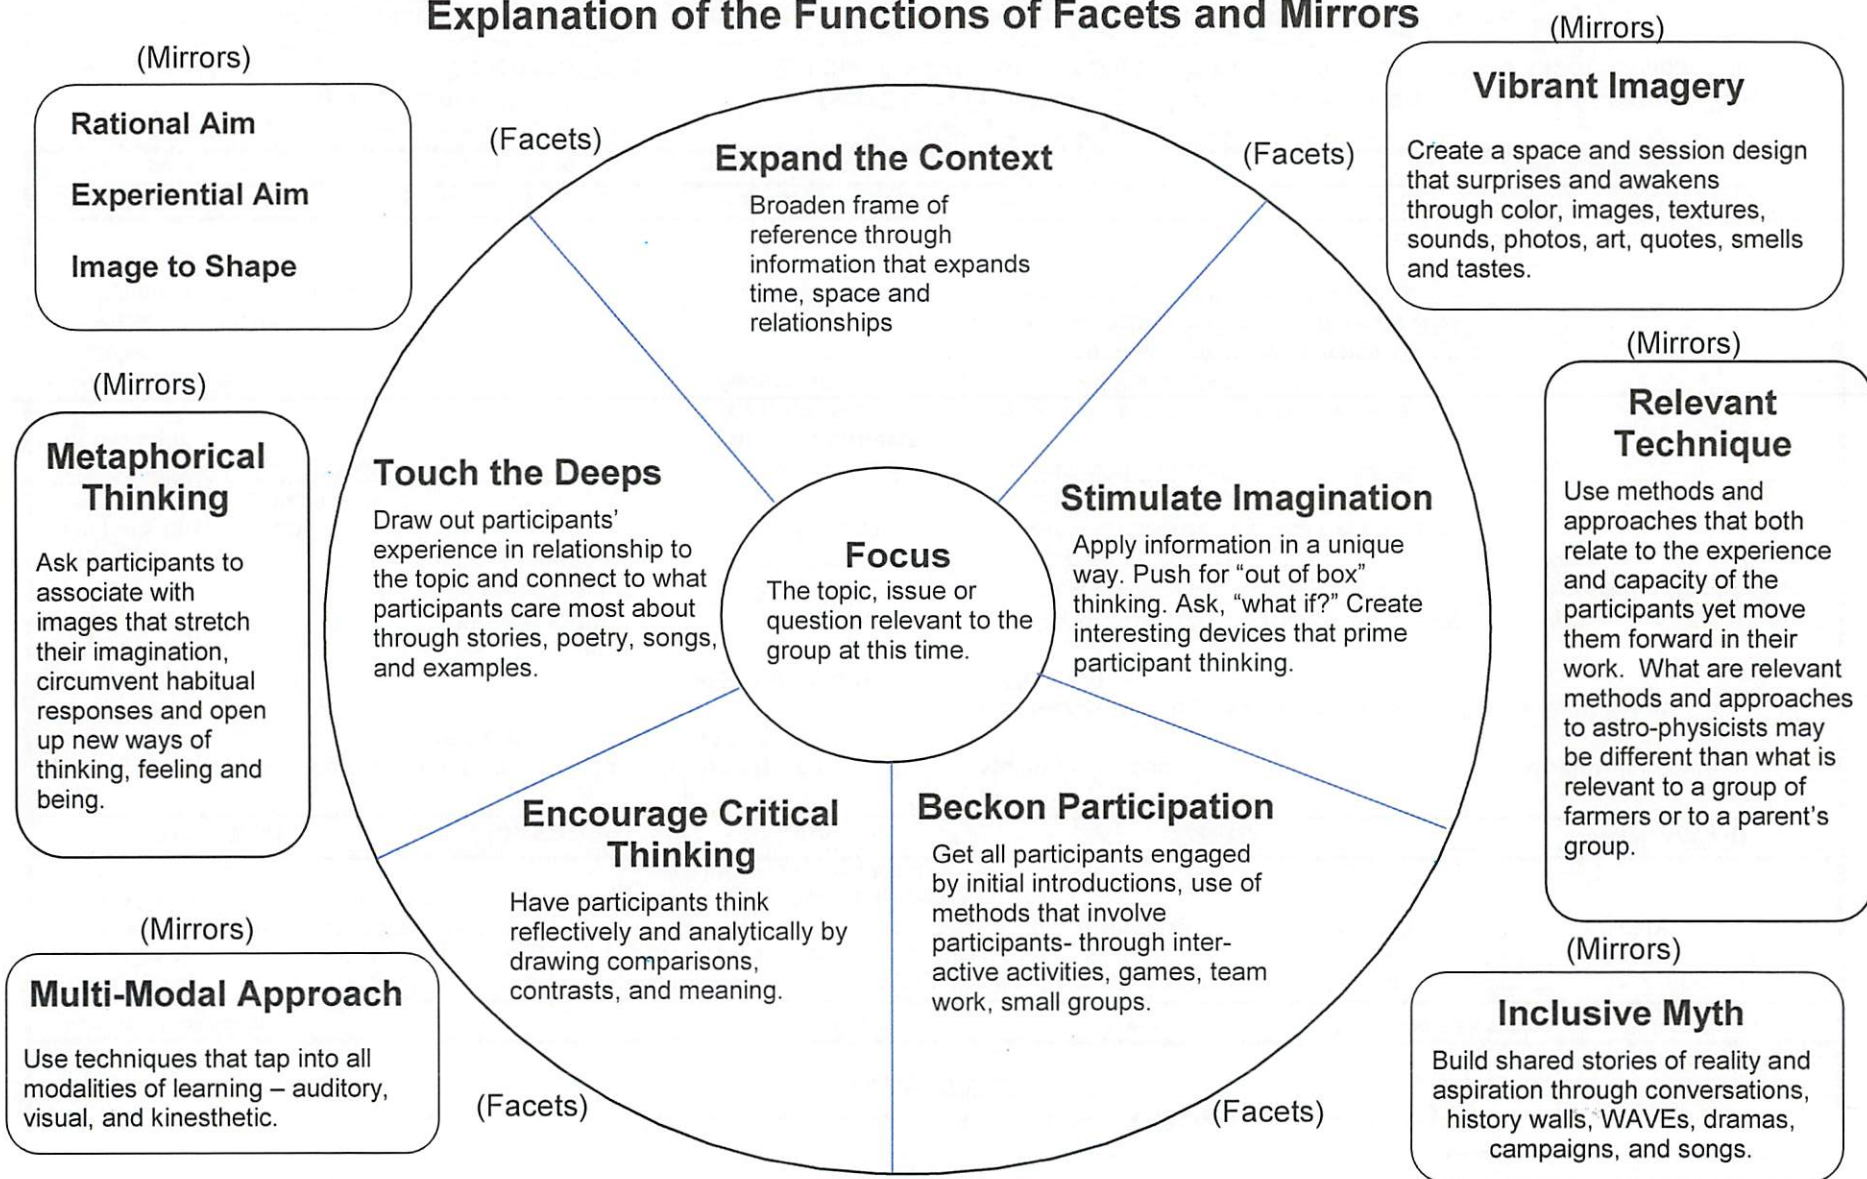 Explanation of the Functions of Facets and Mirrors
(Mirrors)
Rational Aim
Experiential Aim
Image to Shape
(Facets)
Expand the Context
Broaden frame of
reference through
information that expands
time, space and
relationships
(Facets)
(Mirrors)
Vibrant Imagery
Create a space and session design
that surprises and awakens
through color, images, textures,
sounds, photos, art, quotes, smells
and tastes.
(Mirrors)
Metaphorical
Thinking
Ask participants to
associate with
images that stretch
their imagination,
circumvent habitual
responses and open
up new ways of
thinking, feeling and
being.
Touch the Deeps
Draw out participants’
experience in relationship to
the topic and connect to what
participants care most about
through stories, poetry, songs,
and examples.
Focus
The topic, issue or
question relevant to the
group at this time.
Stimulate Imagination
Apply information in a unique
way. Push for “out of box”
thinking. Ask, “what if?” Create
interesting devices that prime
participant thinking.
(Mirrors)
Relevant
Technique
Use methods and
approaches that both
relate to the experience
and capacity of the
participants yet move
them forward in their
work.  What are relevant
methods and approaches
to astro-physicists may
be different than what is
relevant to a group of
farmers or to a parent's
group.
Encourage Critical
Thinking
Have participants think
reflectively and analytically by
drawing comparisons,
contrasts, and meaning.
Beckon Participation
Get all participants engaged
by initial introductions, use of
methods that involve
participants- through inter-
active activities, games, team
work, small groups.
(Mirrors)
Multi-Modal Approach
Use techniques that tap into all
modalities of learning – auditory,
visual, and kinesthetic.
(Facets)
(Facets)
(Mirrors)
Inclusive Myth
Build shared stories of reality and
aspiration through conversations,
history walls, WAVEs, dramas,
campaigns, and songs.